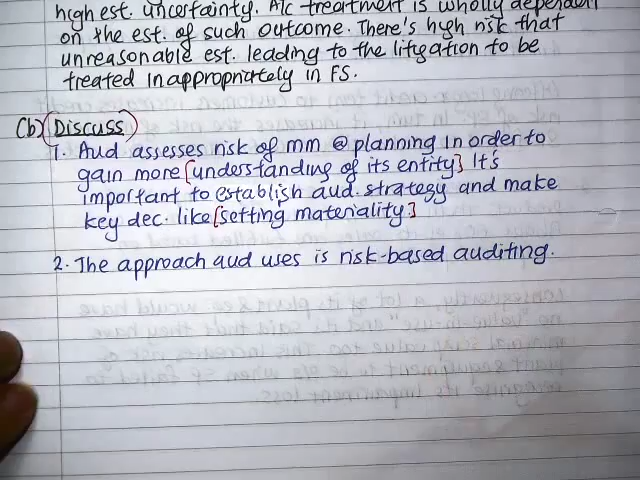 high est. uncertainty. A/c treatment is wholly dependent
on the est. of such outcome. There's high risk that
unreasonable est. leading to the litigation to be
treated inappropriately in FS.
(b) Discuss
1. Aud assesses risk of mm @ planning in order to
gain more [understanding of its entity] It's
important to establish aud. strategy and make
key dec. like [setting materiality.]
2. The approach aud uses is risk-based auditing.